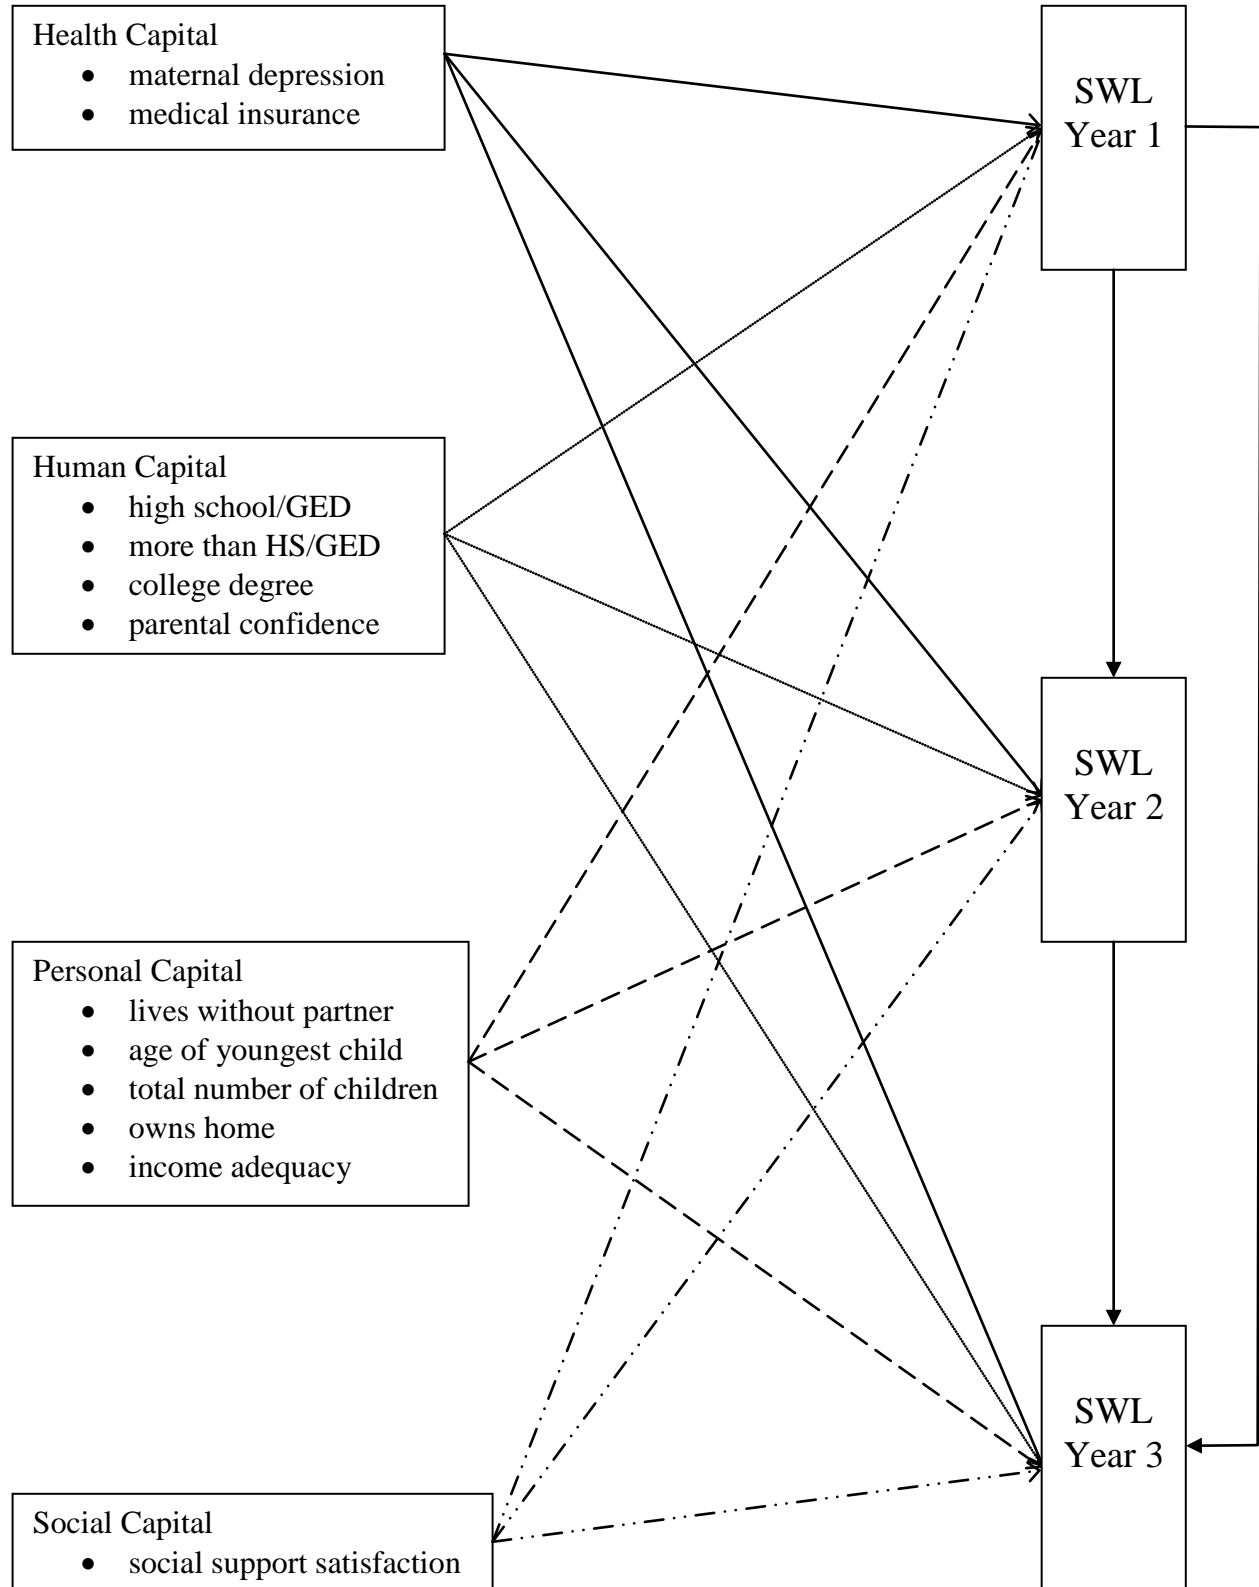 Health Capital
• maternal depression
• medical insurance
SWL
Year 1
Human Capital
• high school/GED
• more than HS/GED
• college degree
• parental confidence
SWL
Year 2
Personal Capital
• lives without partner
• age of youngest child
• total number of children
• owns home
• income adequacy
SWL
Year 3
Social Capital
• social support satisfaction